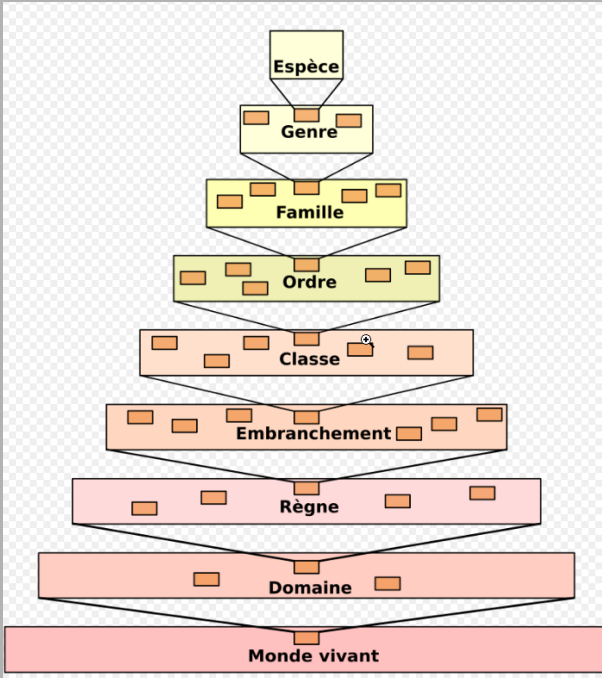 Espèce
Genre
Famille
Ordre
Classe
Embranchement
Règne
Domaine
Monde vivant